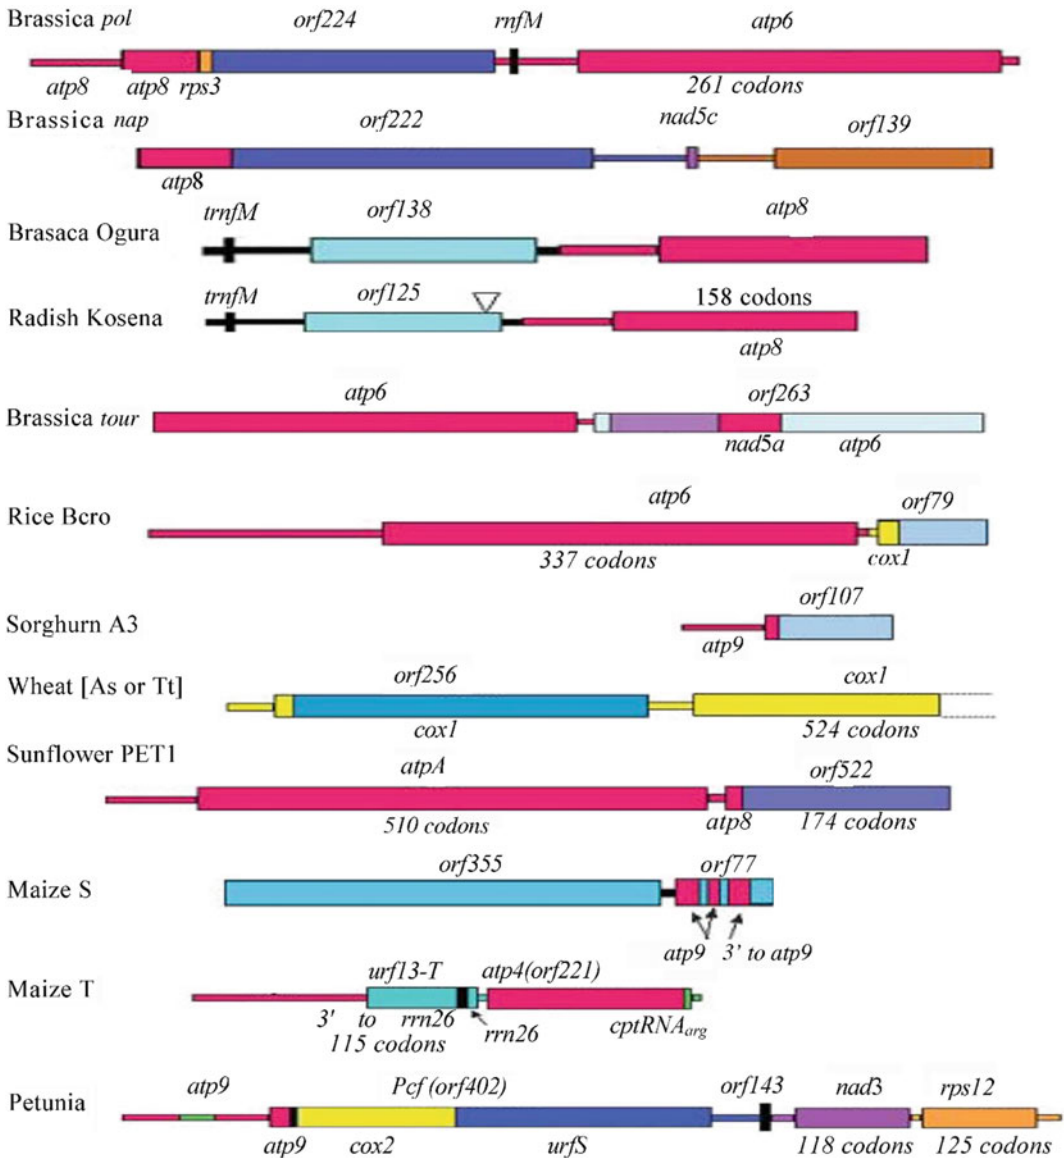 Brassica pol orf224 rnfM atp6
atp8 atp8 rps3 261 codons
Brassica nap orf222 nad5c orf139
atp8
trnfM orf138 atp8
Brasaca Ogura
trnfM orf125 158 codons
Radish Kosena
atp8
atp6 orf263
Brassica tour
nad5a atp6
atp6 orf79
Rice Bcro
337 codons cox1
orf107
Sorghurn A3
atp9
Wheat [As or Tt] orf256 cox1
cox1 524 codons
Sunflower PET1
atpA orf522
510 codons atp8 174 codons
orf355 orf77
Maize S
atp9 3' to atp9
urf13-T atp4(orf221)
Maize T
3' to rrn26 rrn26 cptRNAarg
115 codons
atp9 Pcf (orf402) orf143 nad3 rps12
Petunia
atp9 cox2 urfS 118 codons 125 codons